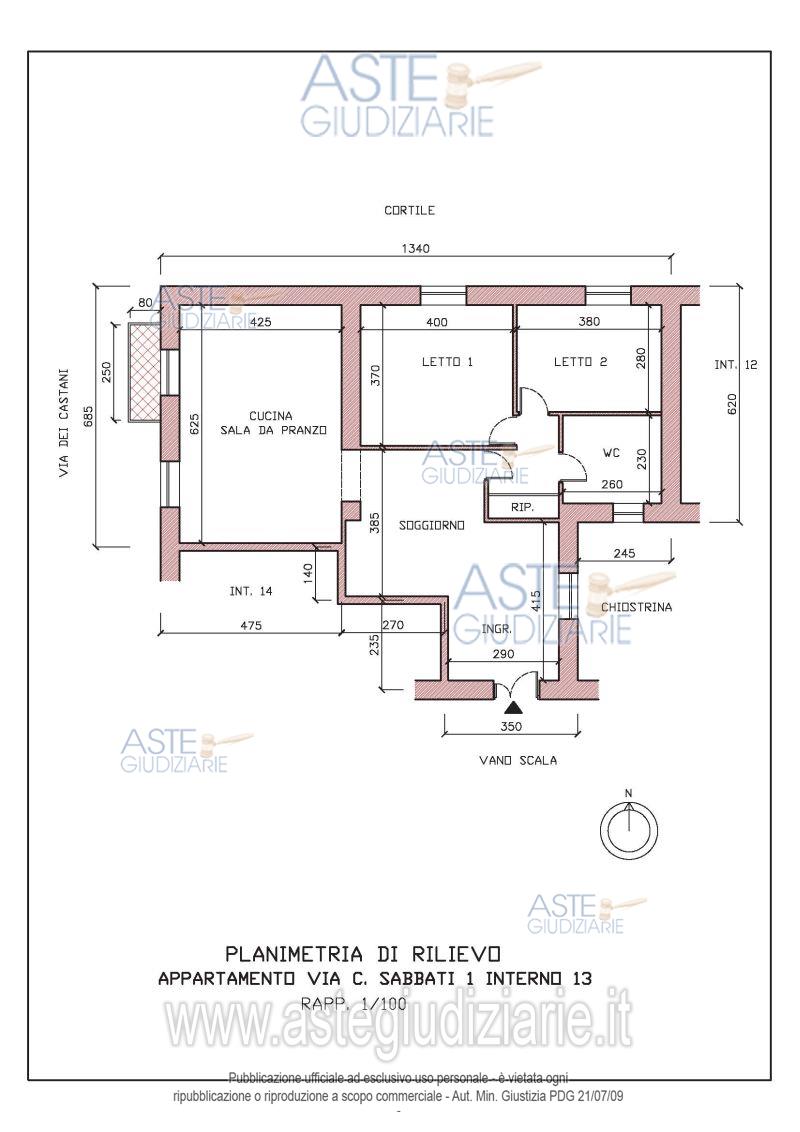 ASTE
GIUDIZIARIE
CORTILE
1340
80
ASTE
GIUDIZIARIE
425
400
380
LETTO 1
LETTO 2
280
INT. 12
370
250
VIA DEI CASTANI
685
625
620
CUCINA
SALA DA PRANZO
ASTE
GIUDIZIARIE
WC
230
260
RIP.
385
SOGGIORNO
245
140
INT. 14
ASTE
GIUDIZIARIE
415
CHIOSTRINA
475
270
INGR.
235
290
350
VANO SCALA
ASTE
GIUDIZIARIE
N
ASTE
GIUDIZIARIE
PLANIMETRIA DI RILIEVO
APPARTAMENTO VIA C. SABBATI 1 INTERNO 13
RAPP. 1/100
www.astegiudiziarie.it
Pubblicazione ufficiale ad esclusivo uso personale - è vietata ogni
ripubblicazione o riproduzione a scopo commerciale - Aut. Min. Giustizia PDG 21/07/09
-